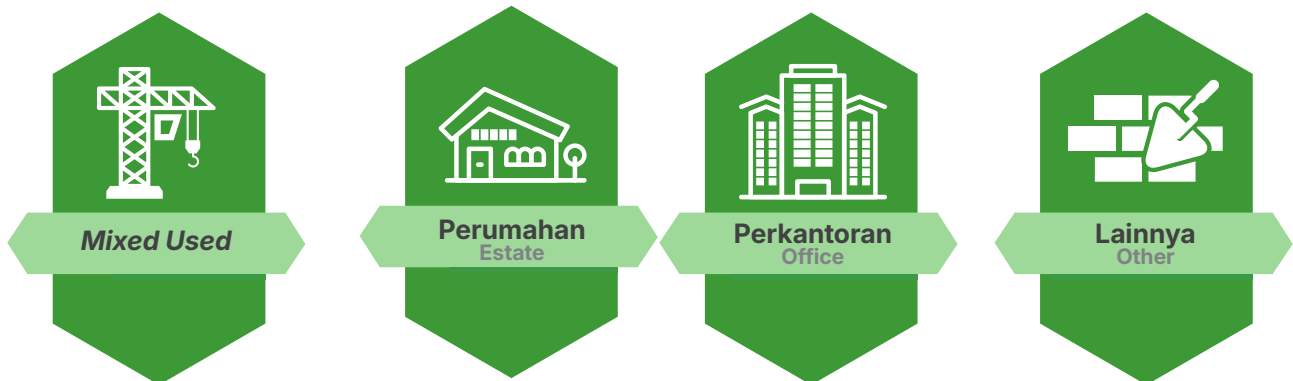 Mixed Used
Perumahan
Estate
Perkantoran
Office
Lainnya
Other